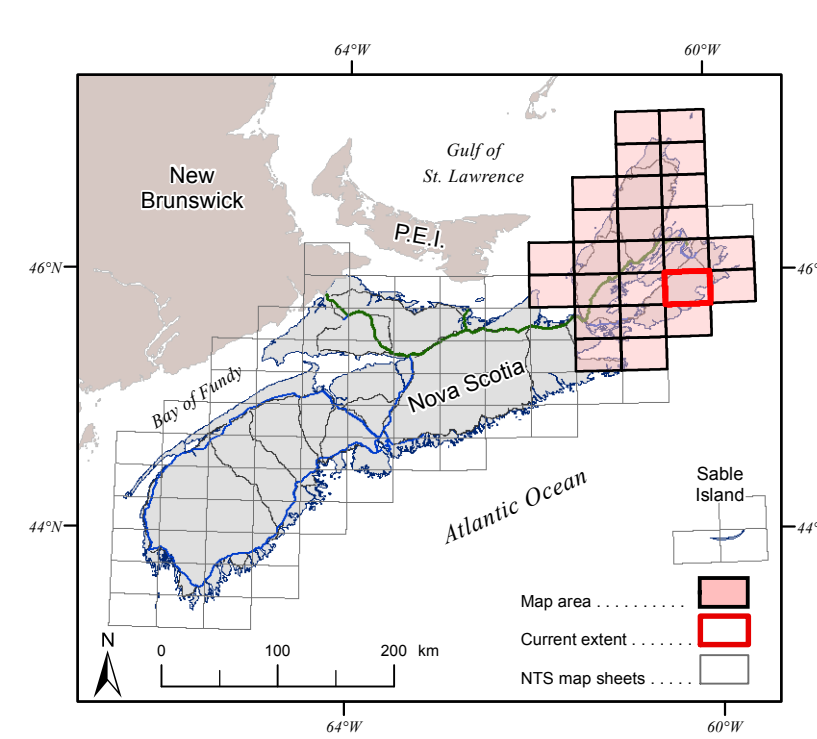 64°W
60°W
Gulf of
St. Lawrence
New
Brunswick
P.E.I.
46°N
46°
Nova Scotia
Bay of Fundy
Sable
Island
Atlantic Ocean
44°N
44°
Map area . . . . . . . . . .
Current extent . . . . . . .
NTS map sheets . . . . .
N
0 100 200 km
64°W
60°W